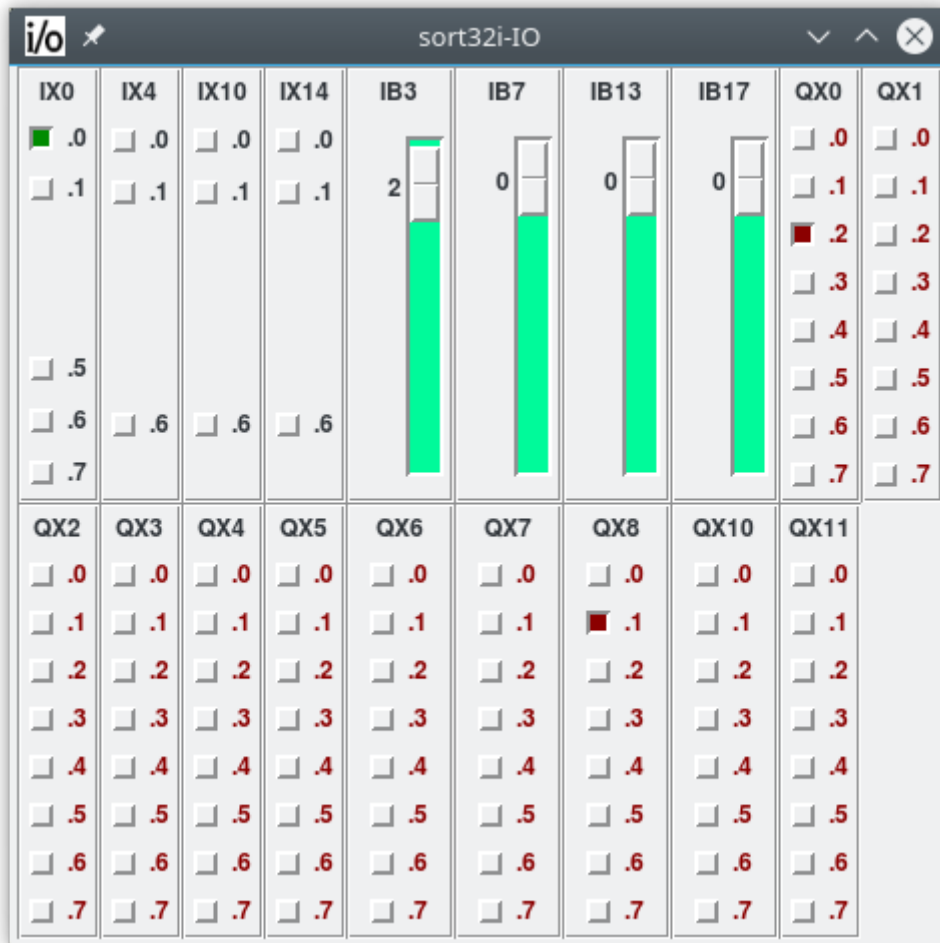 i/o sort32i-IO
IX0 IX4 IX10 IX14 IB3 IB7 IB13 IB17 QX0 QX1
.0 .0 .0 .0 .0 .0
.1 .1 .1 .1 2 0 0 0 .1 .1
.2 .2
.3 .3
.4 .4
.5 .5 .5
.6 .6 .6 .6 .6 .6
.7 .7 .7
QX2 QX3 QX4 QX5 QX6 QX7 QX8 QX10 QX11
.0 .0 .0 .0 .0 .0 .0 .0 .0
.1 .1 .1 .1 .1 .1 .1 .1 .1
.2 .2 .2 .2 .2 .2 .2 .2 .2
.3 .3 .3 .3 .3 .3 .3 .3 .3
.4 .4 .4 .4 .4 .4 .4 .4 .4
.5 .5 .5 .5 .5 .5 .5 .5 .5
.6 .6 .6 .6 .6 .6 .6 .6 .6
.7 .7 .7 .7 .7 .7 .7 .7 .7